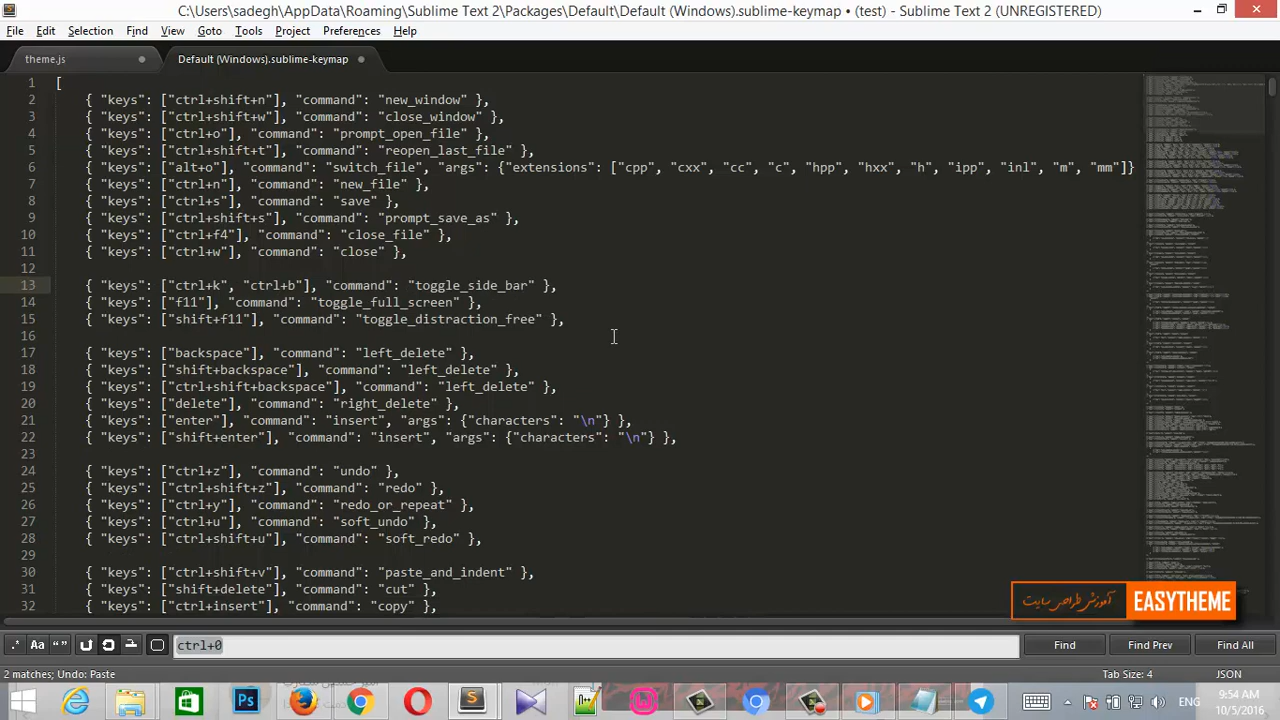 C:\Users\sadegh\AppData\Roaming\Sublime Text 2\Packages\Default\Default (Windows).sublime-keymap • (test) - Sublime Text 2 (UNREGISTERED)
File Edit Selection Find View Goto Tools Project Preferences Help
theme.js Default (Windows).sublime-keymap
1 [
2 { "keys": ["ctrl+shift+n"], "command": "new_window" },
3 { "keys": ["ctrl+shift+w"], "command": "close_window" },
4 { "keys": ["ctrl+o"], "command": "prompt_open_file" },
5 { "keys": ["ctrl+shift+t"], "command": "reopen_last_file" },
6 { "keys": ["alt+o"], "command": "switch_file", "args": {"extensions": ["cpp", "cxx", "cc", "c", "hpp", "hxx", "h", "ipp", "inl", "m", "mm"]}
7 { "keys": ["ctrl+n"], "command": "new_file" },
8 { "keys": ["ctrl+s"], "command": "save" },
9 { "keys": ["ctrl+shift+s"], "command": "prompt_save_as" },
10 { "keys": ["ctrl+f4"], "command": "close_file" },
11 { "keys": ["ctrl+w"], "command": "close" },
12
13 { "keys": ["ctrl+k", "ctrl+b"], "command": "toggle_side_bar" },
14 { "keys": ["f11"], "command": "toggle_full_screen" },
15 { "keys": ["shift+f11"], "command": "toggle_distraction_free" },
16
17 { "keys": ["backspace"], "command": "left_delete" },
18 { "keys": ["shift+backspace"], "command": "left_delete" },
19 { "keys": ["ctrl+shift+backspace"], "command": "left_delete" },
20 { "keys": ["delete"], "command": "right_delete" },
21 { "keys": ["enter"], "command": "insert", "args": {"characters": "\n"} },
22 { "keys": ["shift+enter"], "command": "insert", "args": {"characters": "\n"} },
23
24 { "keys": ["ctrl+z"], "command": "undo" },
25 { "keys": ["ctrl+shift+z"], "command": "redo" },
26 { "keys": ["ctrl+y"], "command": "redo_or_repeat" },
27 { "keys": ["ctrl+u"], "command": "soft_undo" },
28 { "keys": ["ctrl+shift+u"], "command": "soft_redo" },
29
30 { "keys": ["ctrl+shift+v"], "command": "paste_and_indent" },
31 { "keys": ["shift+delete"], "command": "cut" },
32 { "keys": ["ctrl+insert"], "command": "copy" },
آموزش طراحی سایت EASYTHEME
.* Aa “” ctrl+0 Find Find Prev Find All
2 matches; Undo: Paste Tab Size: 4 JSON
ENG 9:54 AM
10/5/2016